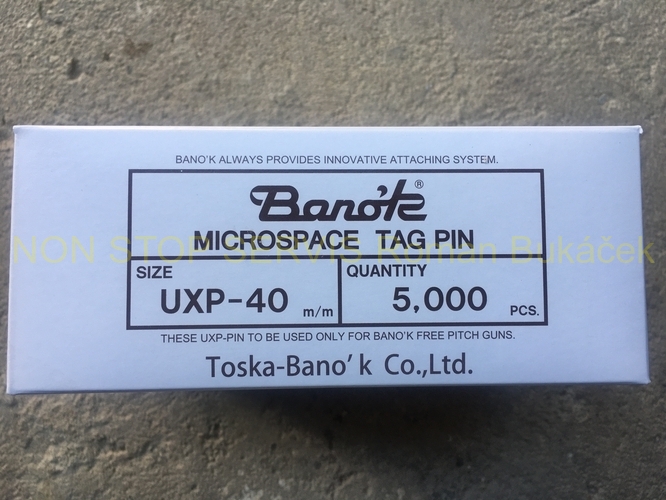 BANO'K ALWAYS PROVIDES INNOVATIVE ATTACHING SYSTEM.
Bano'k®
MICROSPACE TAG PIN
NON STOP SERVIS Roman Bukáček
SIZE
UXP-40 m/m
QUANTITY
5,000 PCS.
THESE UXP-PIN TO BE USED ONLY FOR BANO'K FREE PITCH GUNS.
Toska-Bano'k Co.,Ltd.